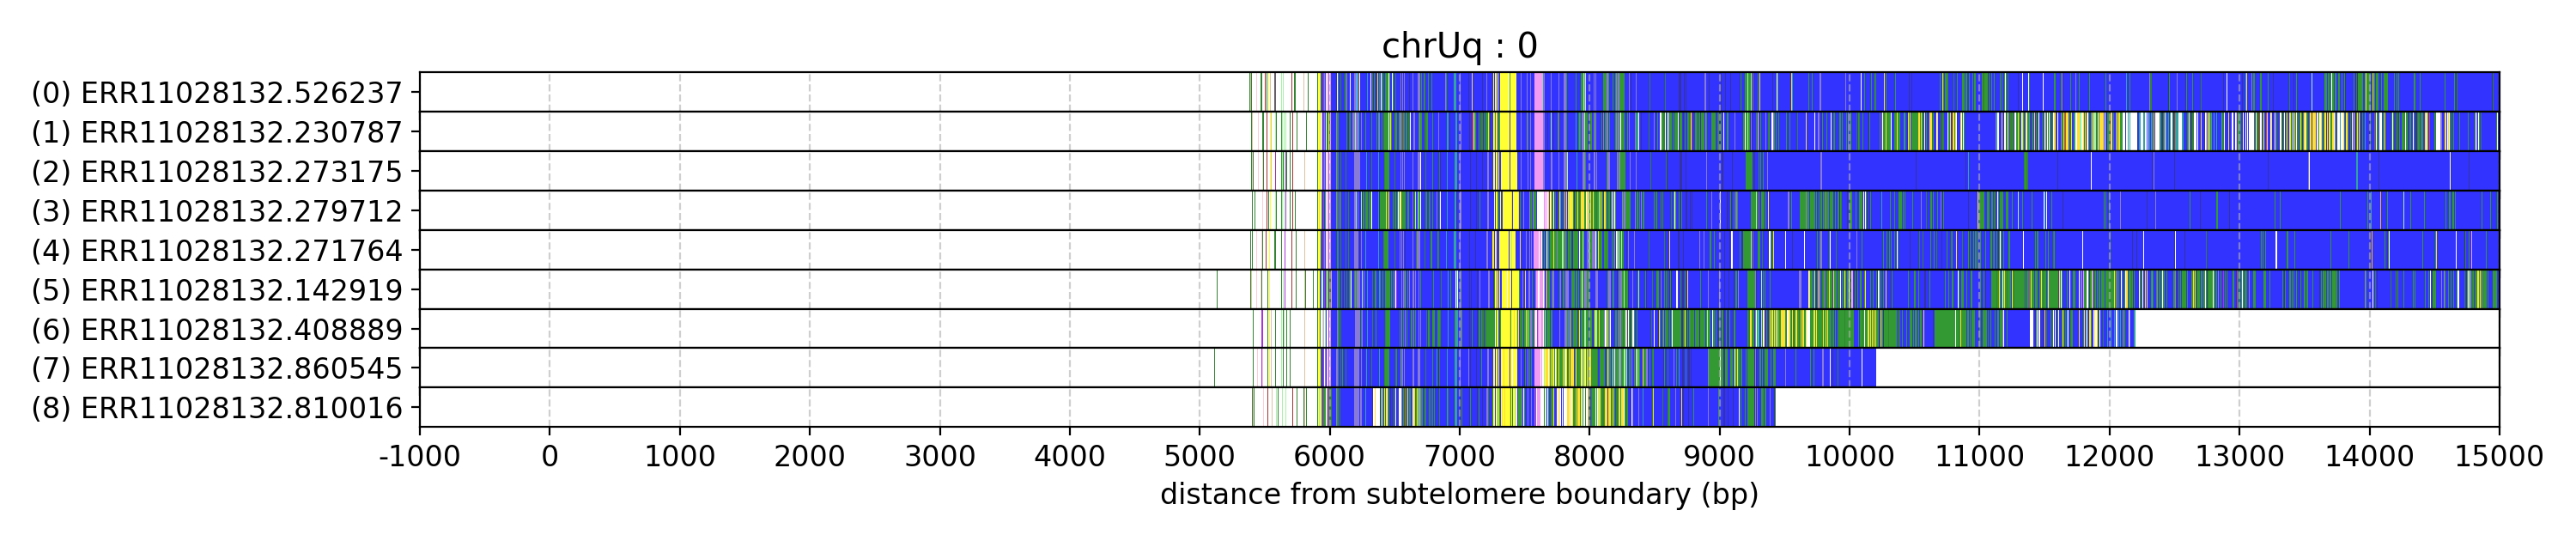 chrUq : 0
(0) ERR11028132.526237
(1) ERR11028132.230787
(2) ERR11028132.273175
(3) ERR11028132.279712
(4) ERR11028132.271764
(5) ERR11028132.142919
(6) ERR11028132.408889
(7) ERR11028132.860545
(8) ERR11028132.810016
-1000 0 1000 2000 3000 4000 5000 6000 7000 8000 9000 10000 11000 12000 13000 14000 15000
distance from subtelomere boundary (bp)